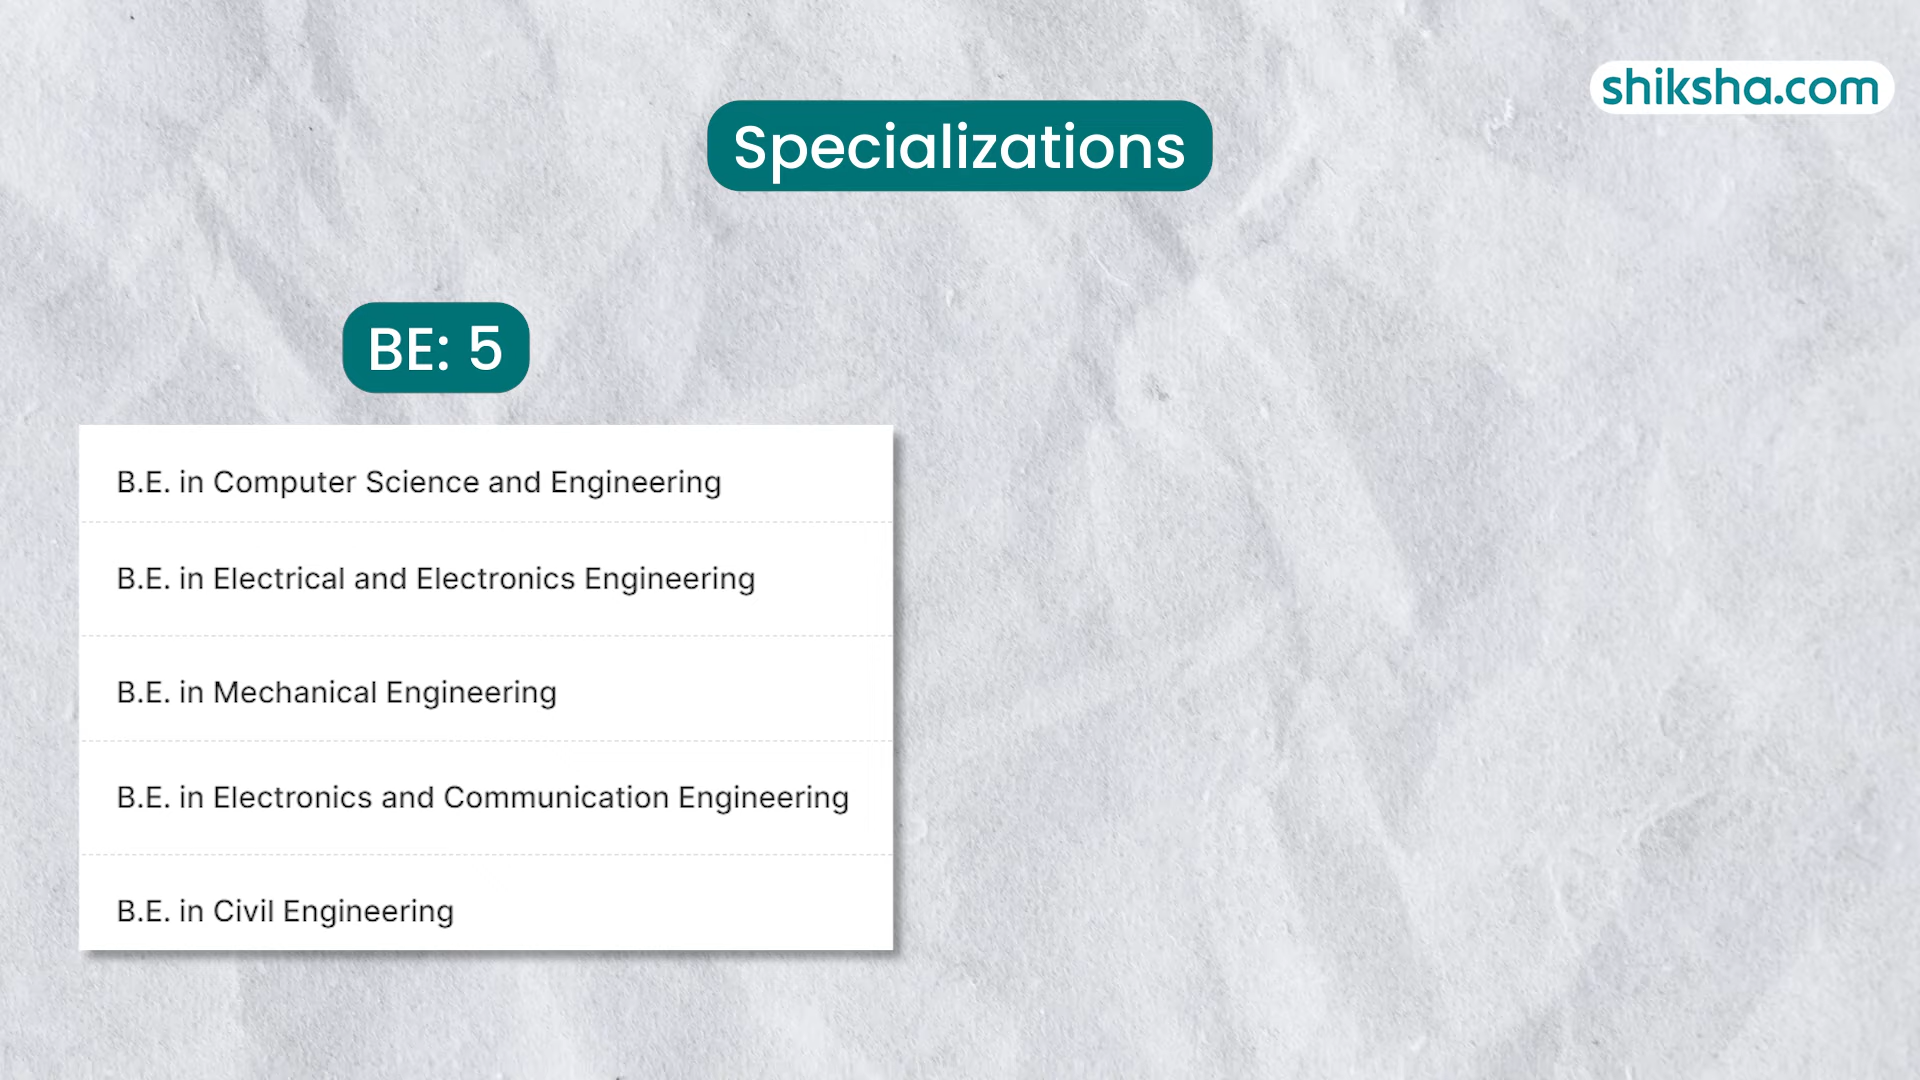 shiksha.com
Specializations
BE: 5
B.E. in Computer Science and Engineering
B.E. in Electrical and Electronics Engineering
B.E. in Mechanical Engineering
B.E. in Electronics and Communication Engineering
B.E. in Civil Engineering